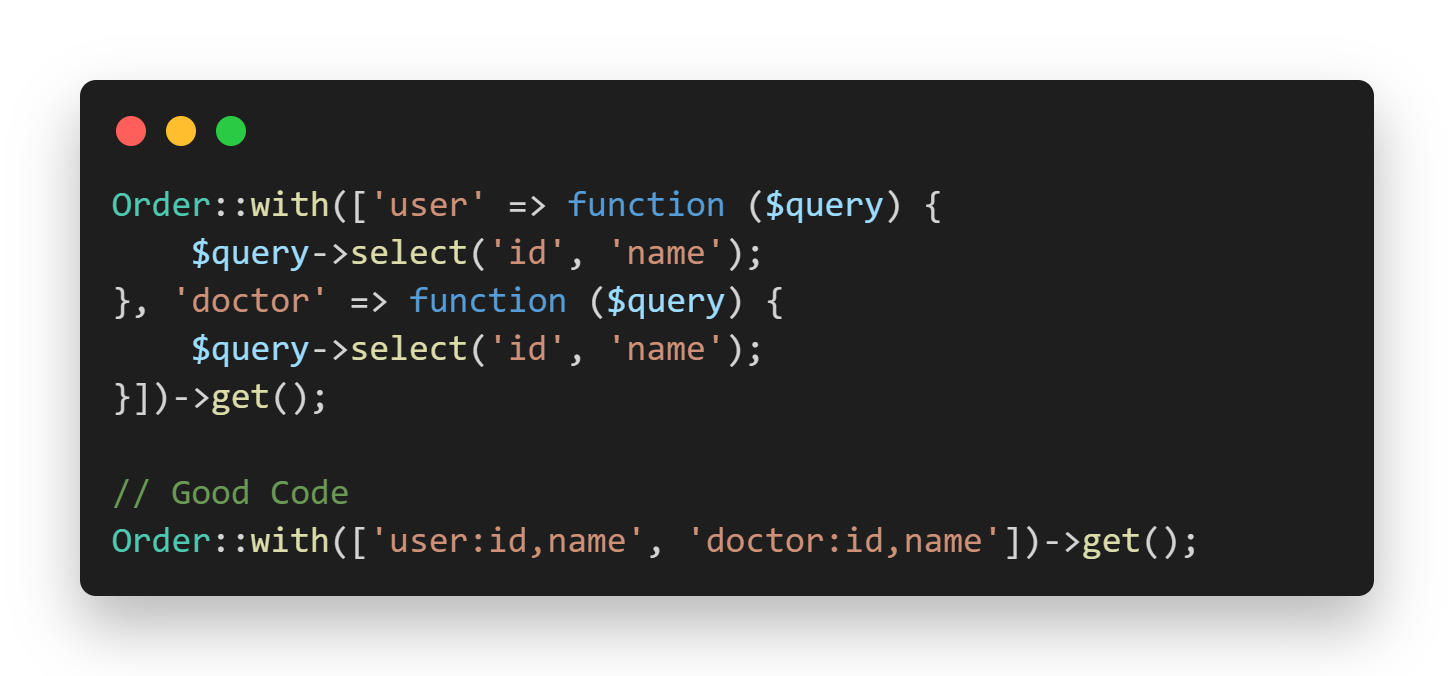 Order::with(['user' => function ($query) {
    $query->select('id', 'name');
}, 'doctor' => function ($query) {
    $query->select('id', 'name');
}])->get();

// Good Code
Order::with(['user:id,name', 'doctor:id,name'])->get();